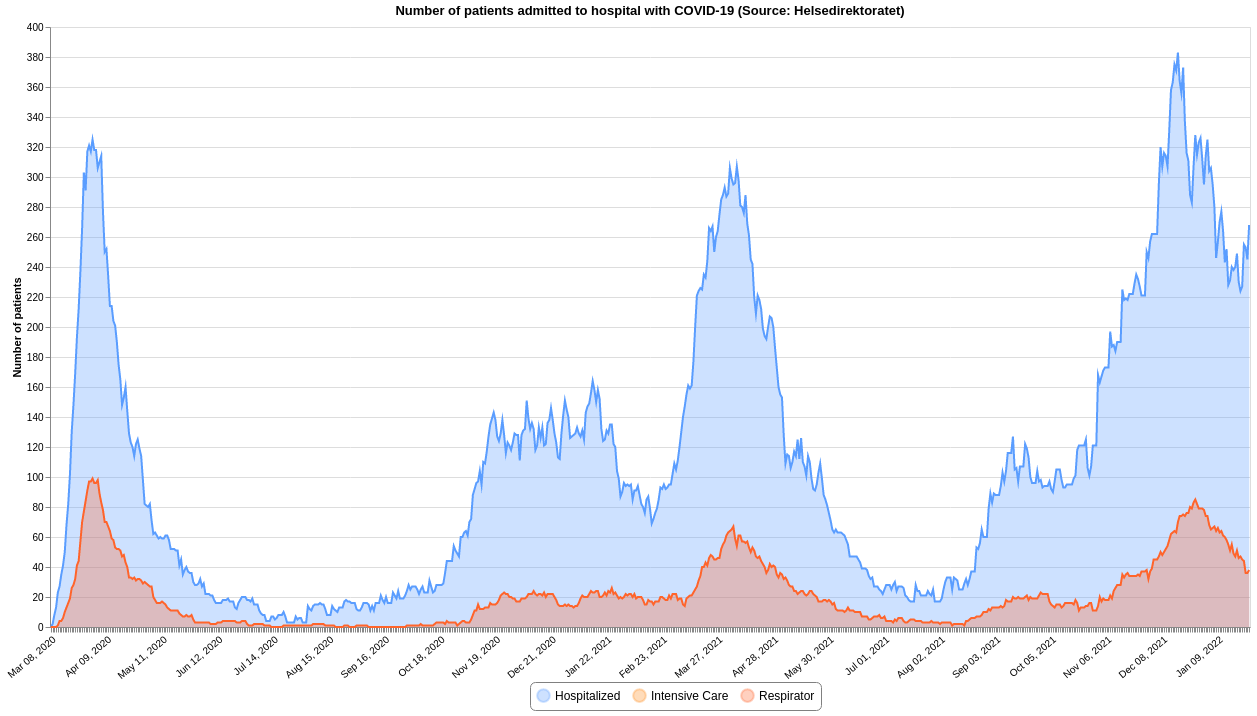 Number of patients admitted to hospital with COVID-19 (Source: Helsedirektoratet)
Number of patients
400
380
360
340
320
300
280
260
240
220
200
180
160
140
120
100
80
60
40
20
0
Mar 08, 2020
Apr 09, 2020
May 11, 2020
Jun 12, 2020
Jul 14, 2020
Aug 15, 2020
Sep 16, 2020
Oct 18, 2020
Nov 19, 2020
Dec 21, 2020
Jan 22, 2021
Feb 23, 2021
Mar 27, 2021
Apr 28, 2021
May 30, 2021
Jul 01, 2021
Aug 02, 2021
Sep 03, 2021
Oct 05, 2021
Nov 06, 2021
Dec 08, 2021
Jan 09, 2022
Hospitalized
Intensive Care
Respirator